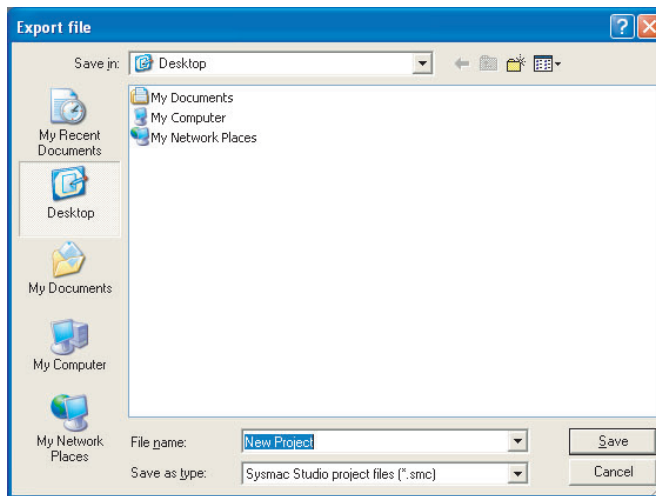 Export file
Save in:
Desktop
My Documents
My Computer
My Network Places
My Recent
Documents
Desktop
My Documents
My Computer
My Network
Places
File name:
New Project
Save
Save as type:
Sysmac Studio project files (*.smc)
Cancel